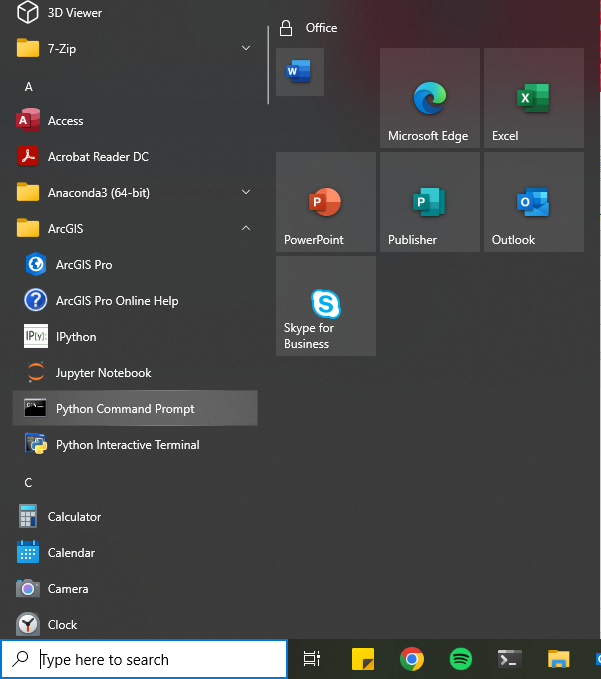 3D Viewer
7-Zip
A
Access
Acrobat Reader DC
Anaconda3 (64-bit)
ArcGIS
ArcGIS Pro
ArcGIS Pro Online Help
IP[y]:
IPython
Jupyter Notebook
C:\_
Python Command Prompt
Python Interactive Terminal
C
Calculator
Calendar
Camera
Clock
Office
W
Microsoft Edge
X
Excel
P
PowerPoint
P
Publisher
O
Outlook
S
Skype for
Business
Type here to search